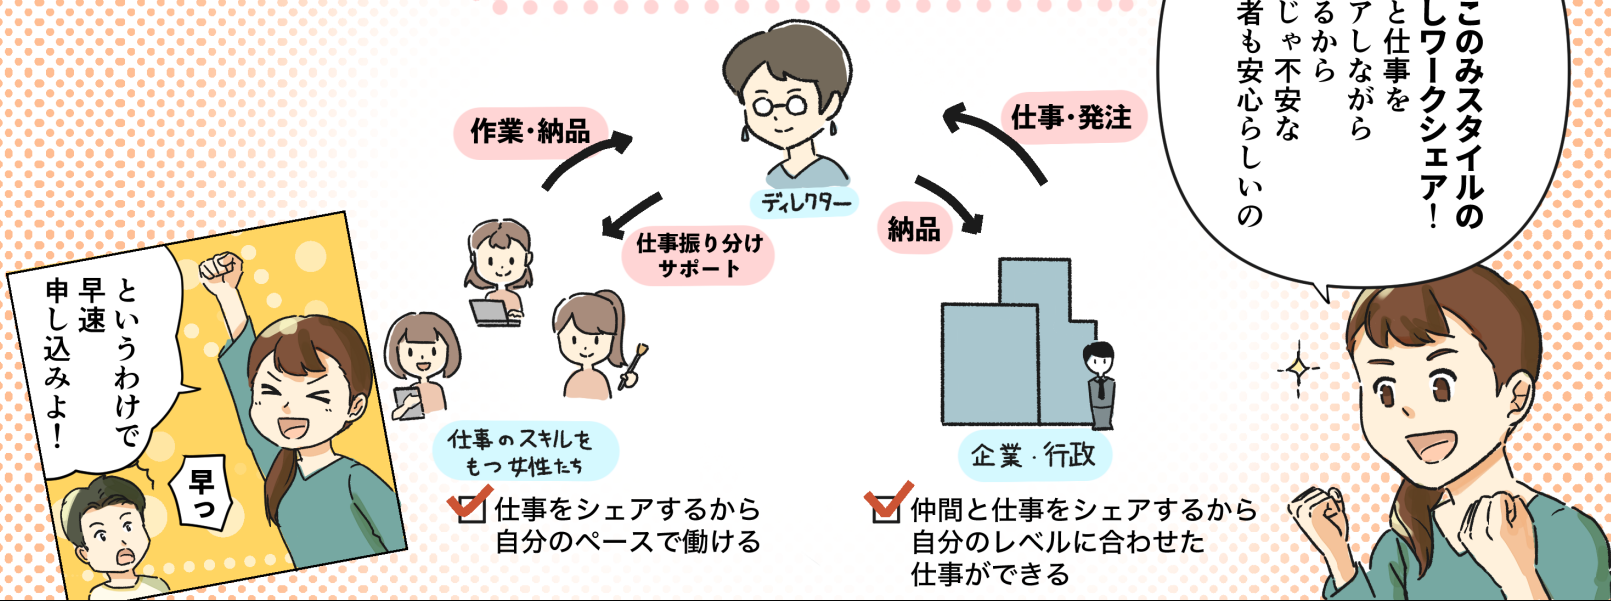 このみスタイルの
しワークシェア！
と仕事を
アしながら
るから
じゃ不安な
者も安心らしいの
仕事・発注
作業・納品
ディレクター
納品
仕事振り分け
サポート
というわけで
早速
申し込みよ！
早っ
仕事のスキルを
もつ女性たち
企業・行政
仕事をシェアするから
自分のペースで働ける
仲間と仕事をシェアするから
自分のレベルに合わせた
仕事ができる